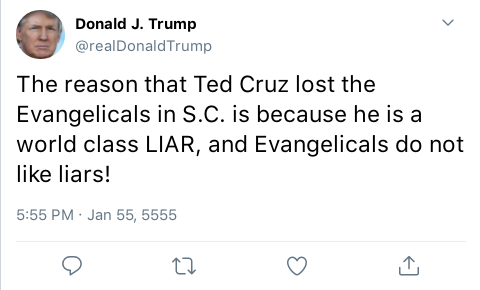 Donald J. Trump
@realDonaldTrump
The reason that Ted Cruz lost the
Evangelicals in S.C. is because he is a
world class LIAR, and Evangelicals do not
like liars!
5:55 PM · Jan 55, 5555